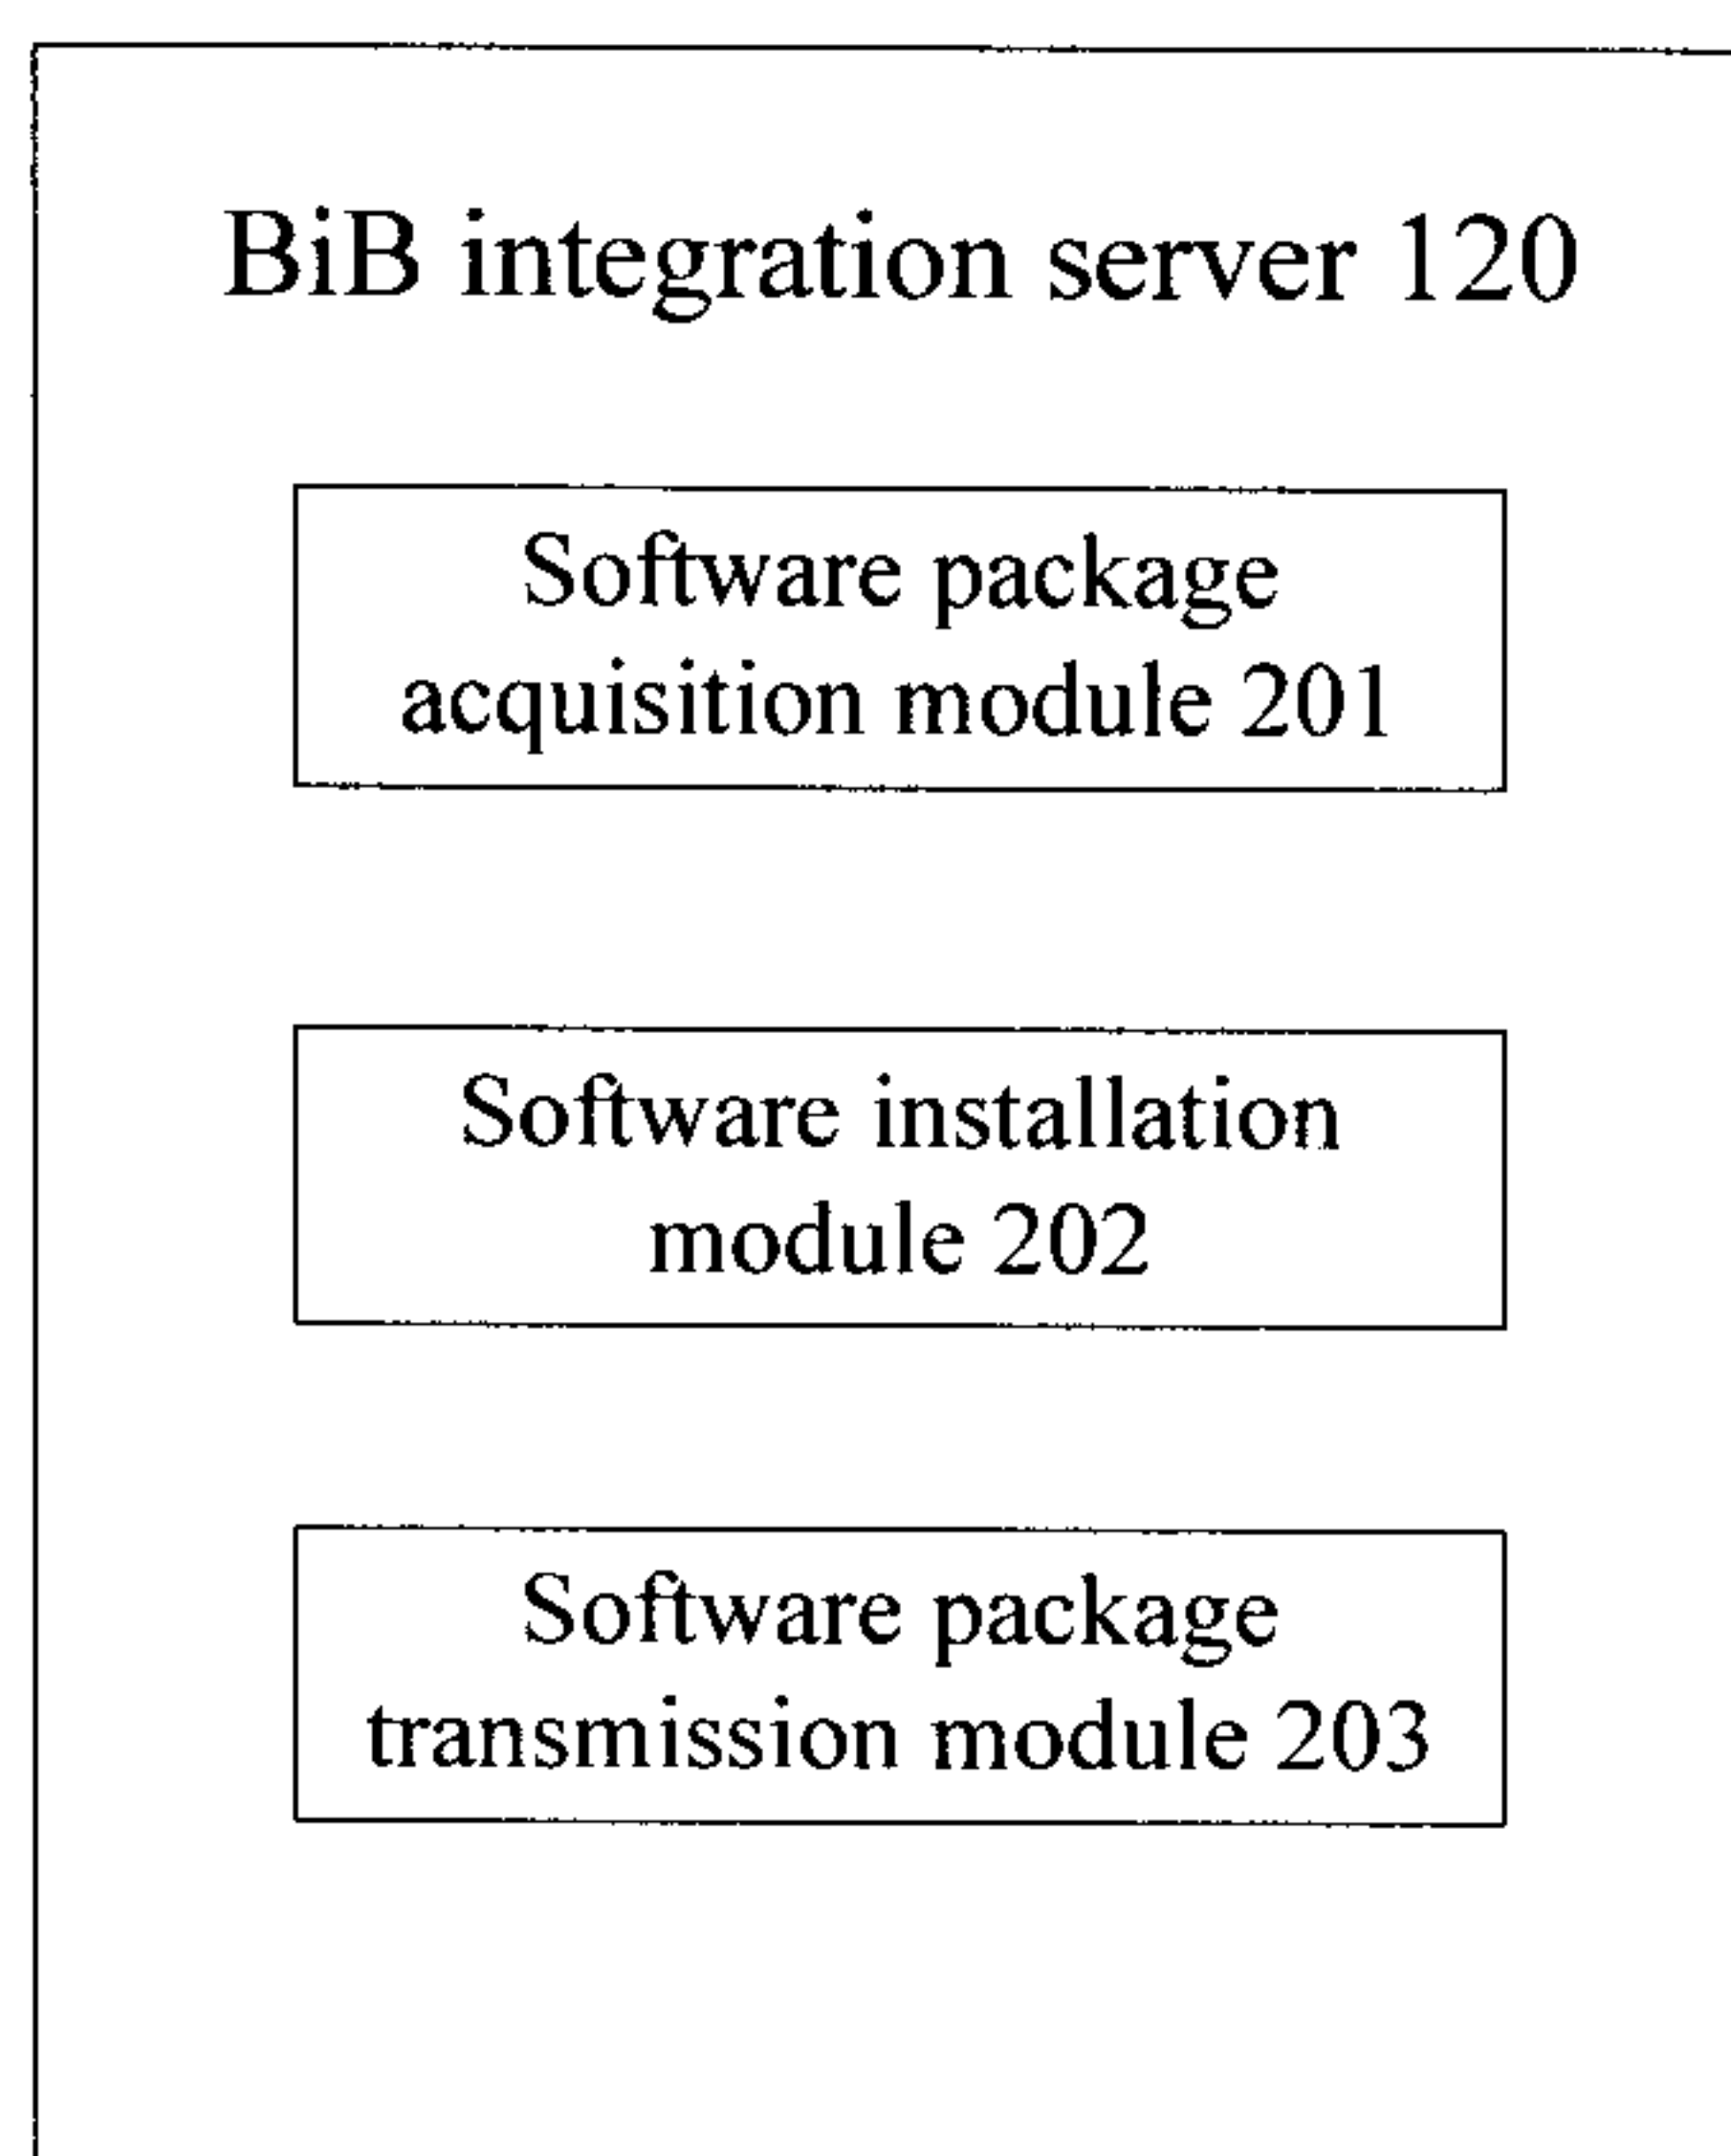 BiB integration server 120
Software package
acquisition module 201
Software installation
module 202
Software package
transmission module 203